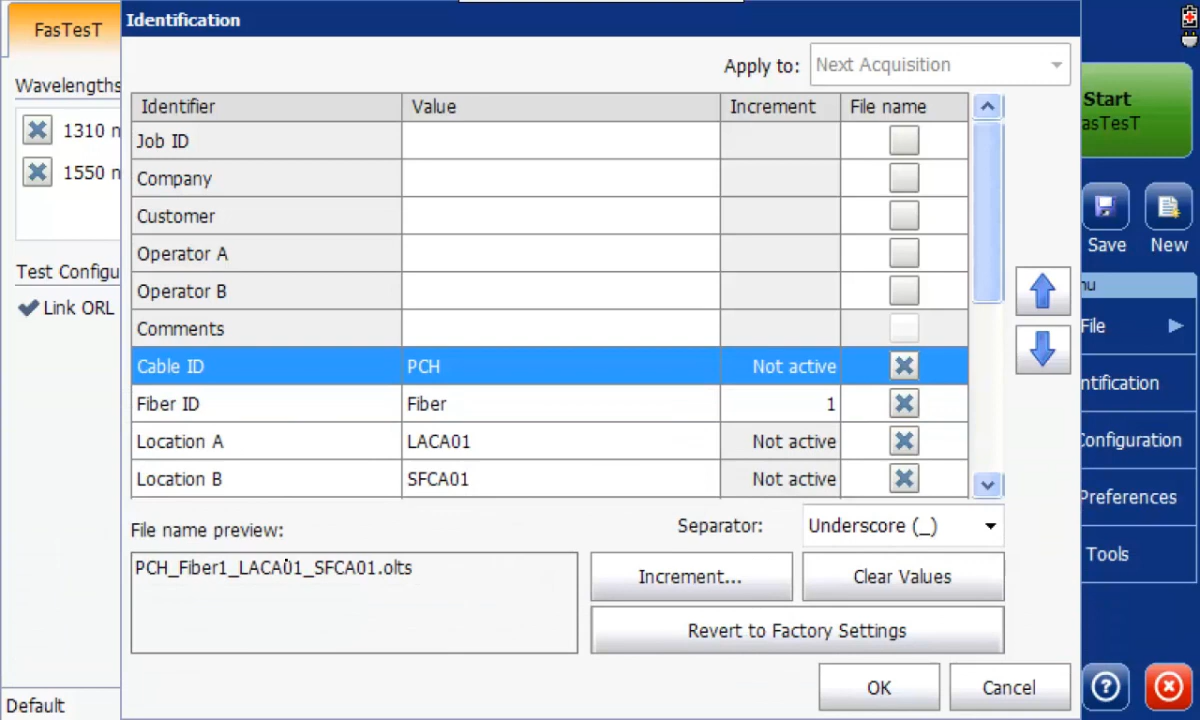 FasTesT
Identification
Wavelengths
1310 n
1550 n
Test Configu
Link ORL
Default
Apply to: Next Acquisition
Identifier Value Increment File name
Job ID
Company
Customer
Operator A
Operator B
Comments
Cable ID PCH Not active
Fiber ID Fiber 1
Location A LACA01 Not active
Location B SFCA01 Not active
File name preview:
Separator: Underscore (_)
PCH_Fiber1_LACA01_SFCA01.olts
Increment... Clear Values
Revert to Factory Settings
OK Cancel
Start
asTesT
Save New
nu
File
ntification
Configuration
Preferences
Tools